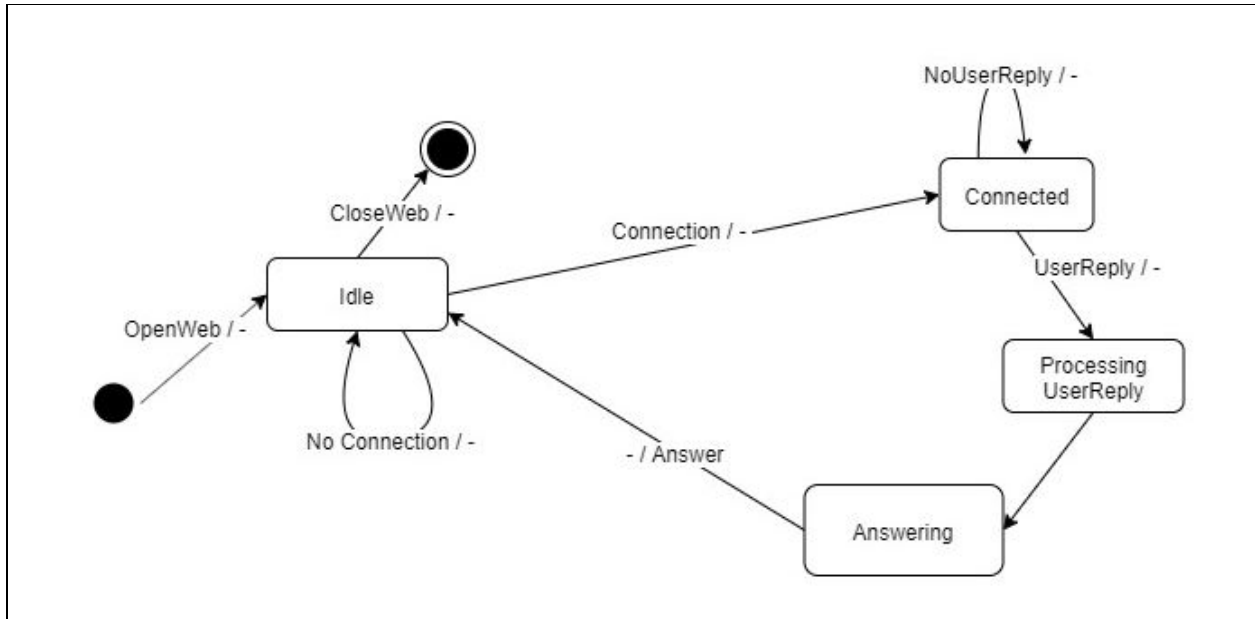 NoUserReply / -
Connected
CloseWeb / -
Connection / -
UserReply / -
Idle
OpenWeb / -
Processing
UserReply
No Connection / -
- / Answer
Answering